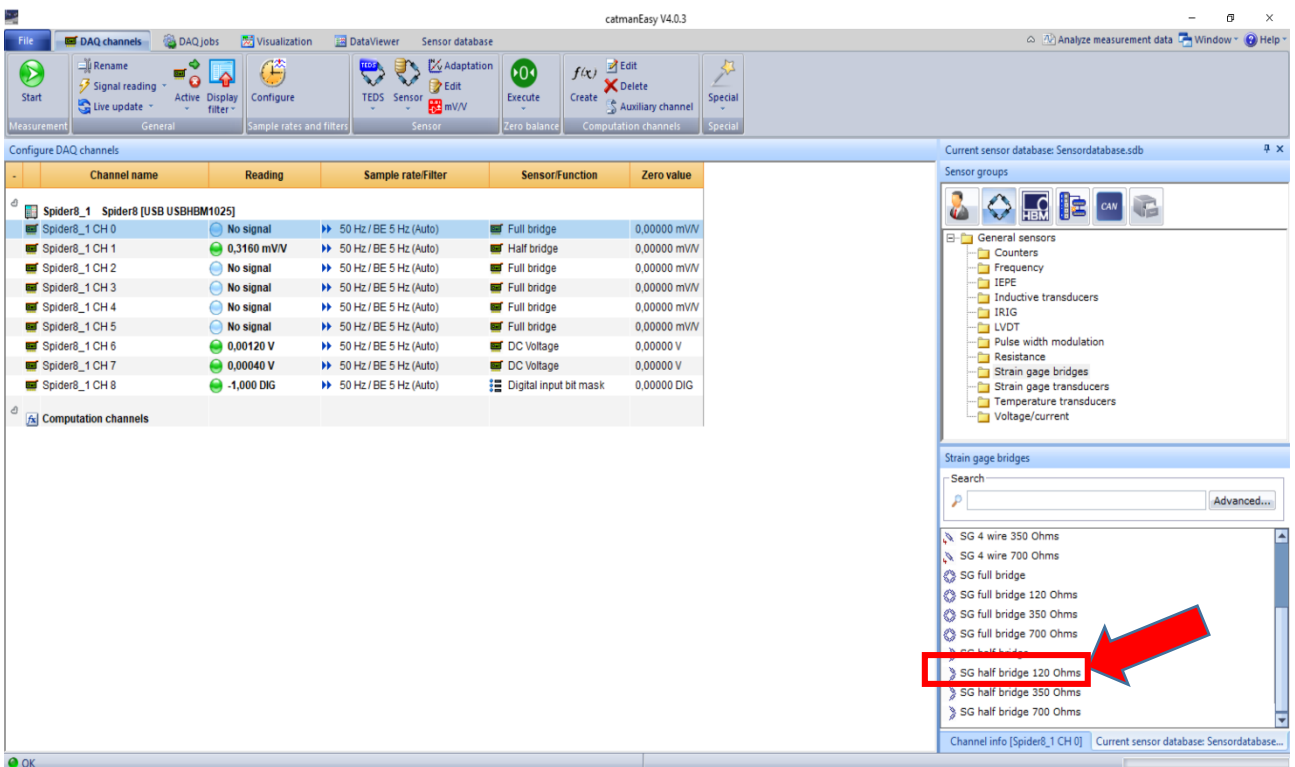 catmanEasy V4.0.3
File DAQ channels DAQ jobs Visualization DataViewer Sensor database Analyze measurement data Window Help
Start
Rename
Signal reading
Live update
Active
Display filter
Configure
TEDS
TEDS
Sensor
Adaptation
Edit
mV/V
Execute
f(x)
Create
Edit
Delete
Auxiliary channel
Special
Measurement General Sample rates and filters Sensor Zero balance Computation channels Special
Configure DAQ channels
- Channel name Reading Sample rate/Filter Sensor/Function Zero value
Spider8_1 Spider8 [USB USBHBM1025]
Spider8_1 CH 0 No signal 50 Hz / BE 5 Hz (Auto) Full bridge 0,00000 mV/V
Spider8_1 CH 1 0,3160 mV/V 50 Hz / BE 5 Hz (Auto) Half bridge 0,00000 mV/V
Spider8_1 CH 2 No signal 50 Hz / BE 5 Hz (Auto) Full bridge 0,00000 mV/V
Spider8_1 CH 3 No signal 50 Hz / BE 5 Hz (Auto) Full bridge 0,00000 mV/V
Spider8_1 CH 4 No signal 50 Hz / BE 5 Hz (Auto) Full bridge 0,00000 mV/V
Spider8_1 CH 5 No signal 50 Hz / BE 5 Hz (Auto) Full bridge 0,00000 mV/V
Spider8_1 CH 6 0,00120 V 50 Hz / BE 5 Hz (Auto) DC Voltage 0,00000 V
Spider8_1 CH 7 0,00040 V 50 Hz / BE 5 Hz (Auto) DC Voltage 0,00000 V
Spider8_1 CH 8 -1,000 DIG 50 Hz / BE 5 Hz (Auto) Digital input bit mask 0,00000 DIG
fx Computation channels
Current sensor database: Sensordatabase.sdb
Sensor groups
HBM CAN
General sensors
Counters
Frequency
IEPE
Inductive transducers
IRIG
LVDT
Pulse width modulation
Resistance
Strain gage bridges
Strain gage transducers
Temperature transducers
Voltage/current
Strain gage bridges
Search
Advanced...
SG 4 wire 350 Ohms
SG 4 wire 700 Ohms
SG full bridge
SG full bridge 120 Ohms
SG full bridge 350 Ohms
SG full bridge 700 Ohms
SG half bridge
SG half bridge 120 Ohms
SG half bridge 350 Ohms
SG half bridge 700 Ohms
Channel info [Spider8_1 CH 0] Current sensor database: Sensordatabase...
OK